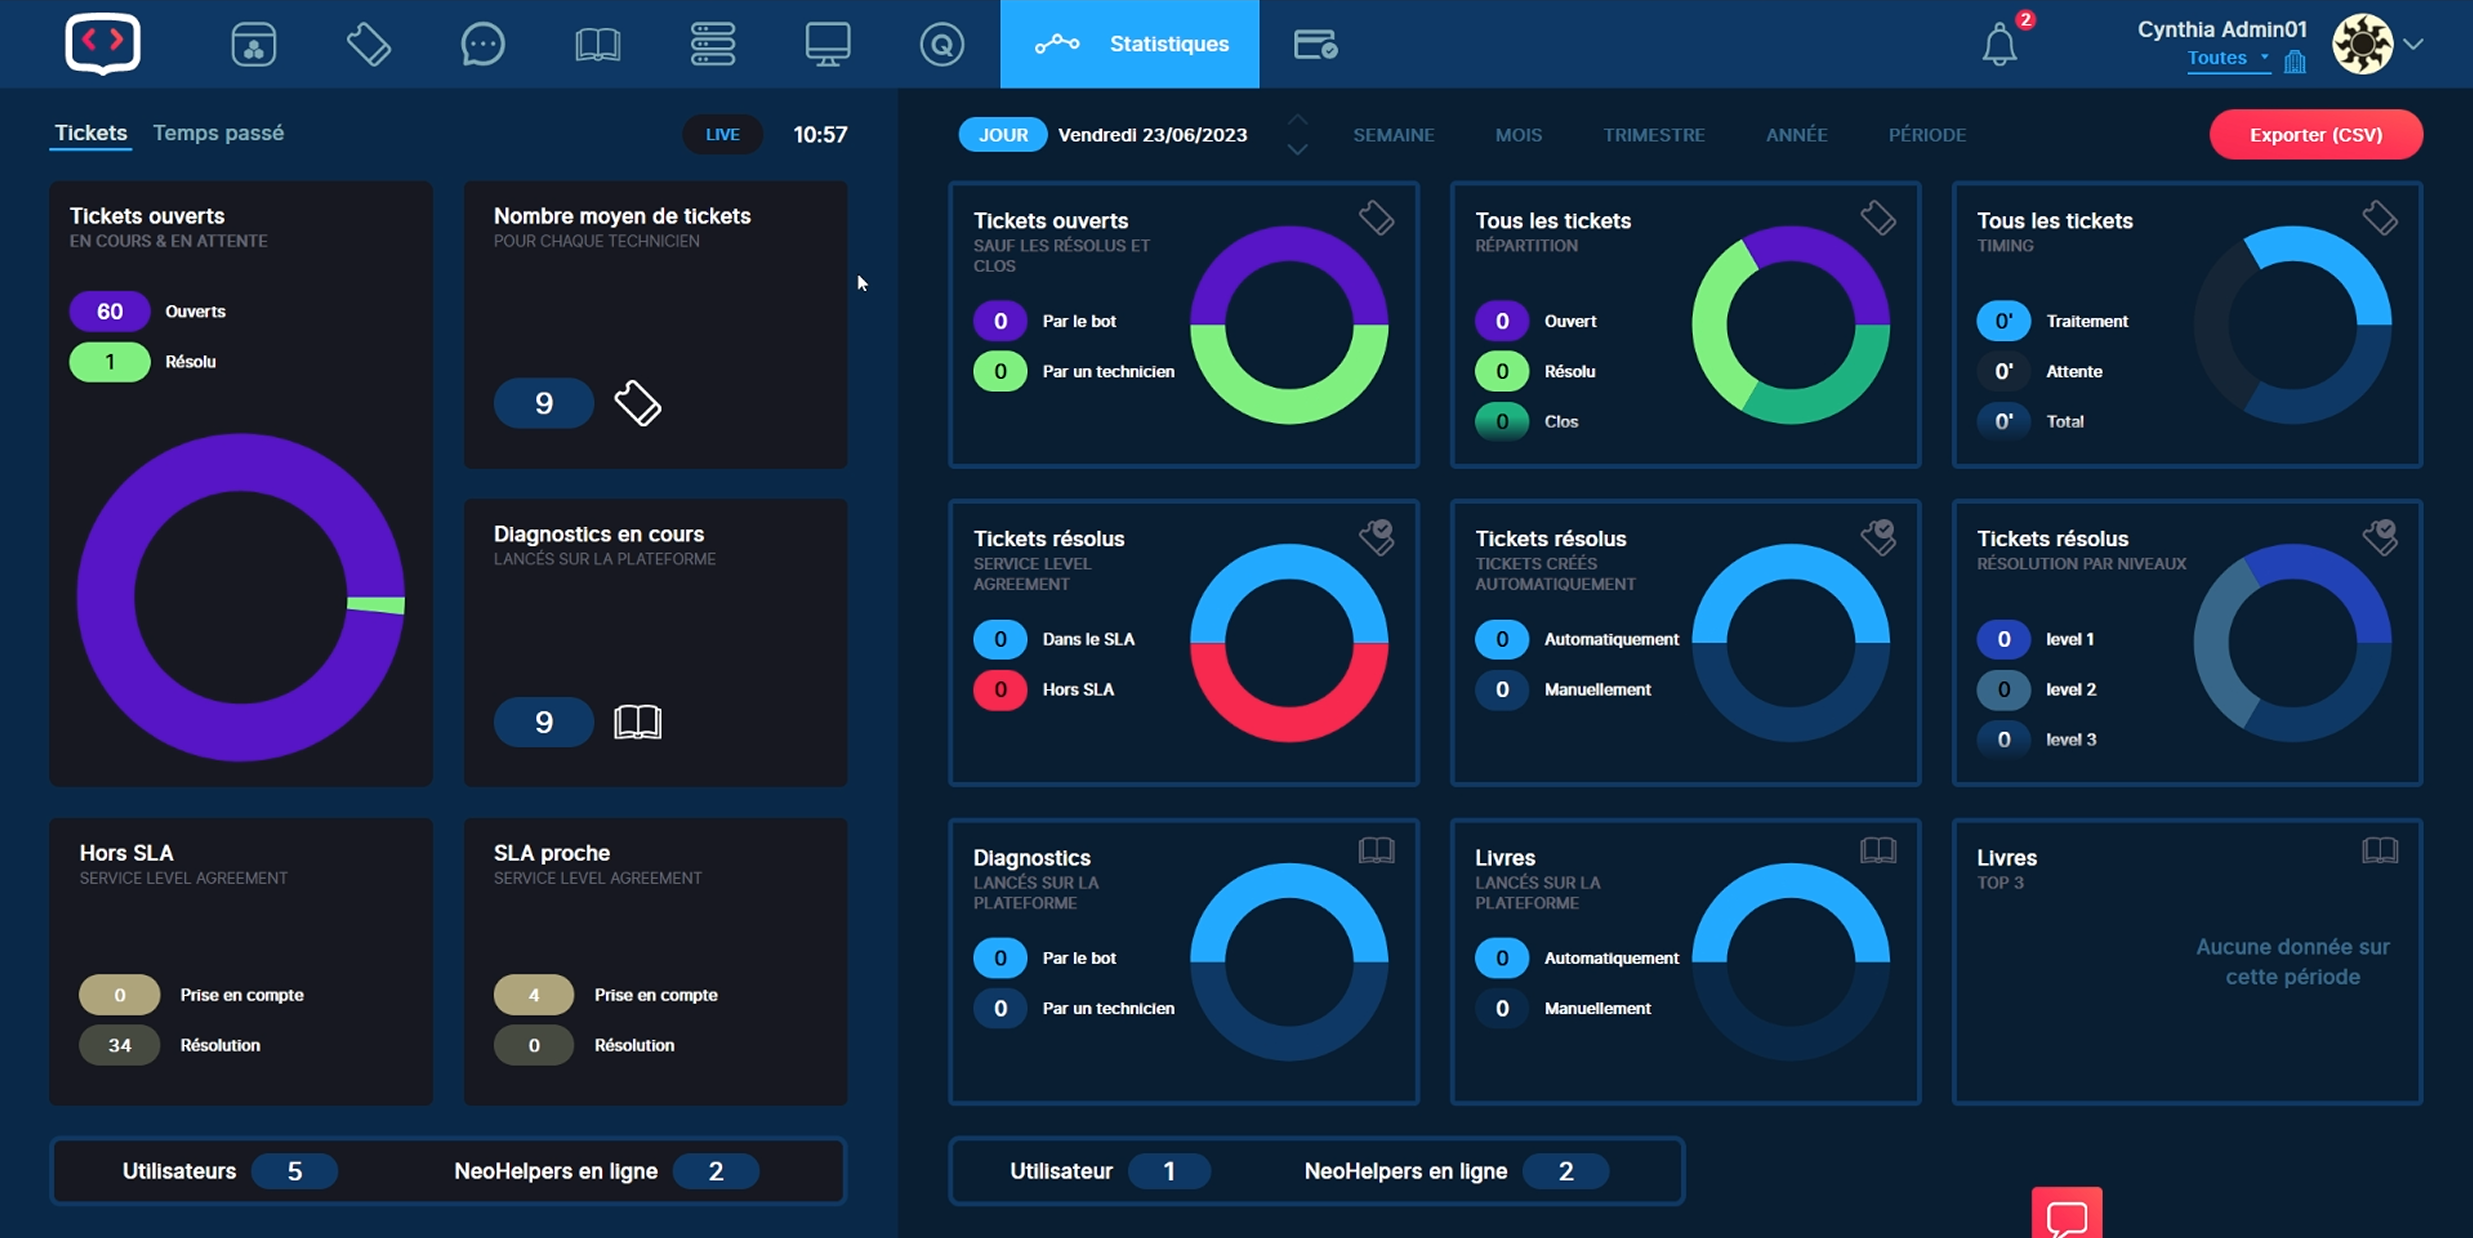 Statistiques
2
Cynthia Admin01
Toutes
Tickets
Temps passé
LIVE
10:57
JOUR
Vendredi 23/06/2023
SEMAINE
MOIS
TRIMESTRE
ANNÉE
PÉRIODE
Exporter (CSV)
Tickets ouverts
EN COURS & EN ATTENTE
60 Ouverts
1 Résolu
Nombre moyen de tickets
POUR CHAQUE TECHNICIEN
9
Diagnostics en cours
LANCÉS SUR LA PLATEFORME
9
Hors SLA
SERVICE LEVEL AGREEMENT
0 Prise en compte
34 Résolution
SLA proche
SERVICE LEVEL AGREEMENT
4 Prise en compte
0 Résolution
Utilisateurs 5
NeoHelpers en ligne 2
Tickets ouverts
SAUF LES RÉSOLUS ET
CLOS
0 Par le bot
0 Par un technicien
Tous les tickets
RÉPARTITION
0 Ouvert
0 Résolu
0 Clos
Tous les tickets
TIMING
0' Traitement
0' Attente
0' Total
Tickets résolus
SERVICE LEVEL
AGREEMENT
0 Dans le SLA
0 Hors SLA
Tickets résolus
TICKETS CRÉÉS
AUTOMATIQUEMENT
0 Automatiquement
0 Manuellement
Tickets résolus
RÉSOLUTION PAR NIVEAUX
0 level 1
0 level 2
0 level 3
Diagnostics
LANCÉS SUR LA
PLATEFORME
0 Par le bot
0 Par un technicien
Livres
LANCÉS SUR LA
PLATEFORME
0 Automatiquement
0 Manuellement
Livres
TOP 3
Aucune donnée sur
cette période
Utilisateur 1
NeoHelpers en ligne 2